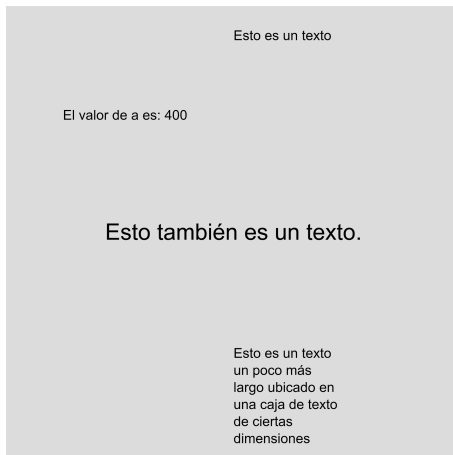 Esto es un texto
El valor de a es: 400
Esto también es un texto.
Esto es un texto
un poco más
largo ubicado en
una caja de texto
de ciertas
dimensiones